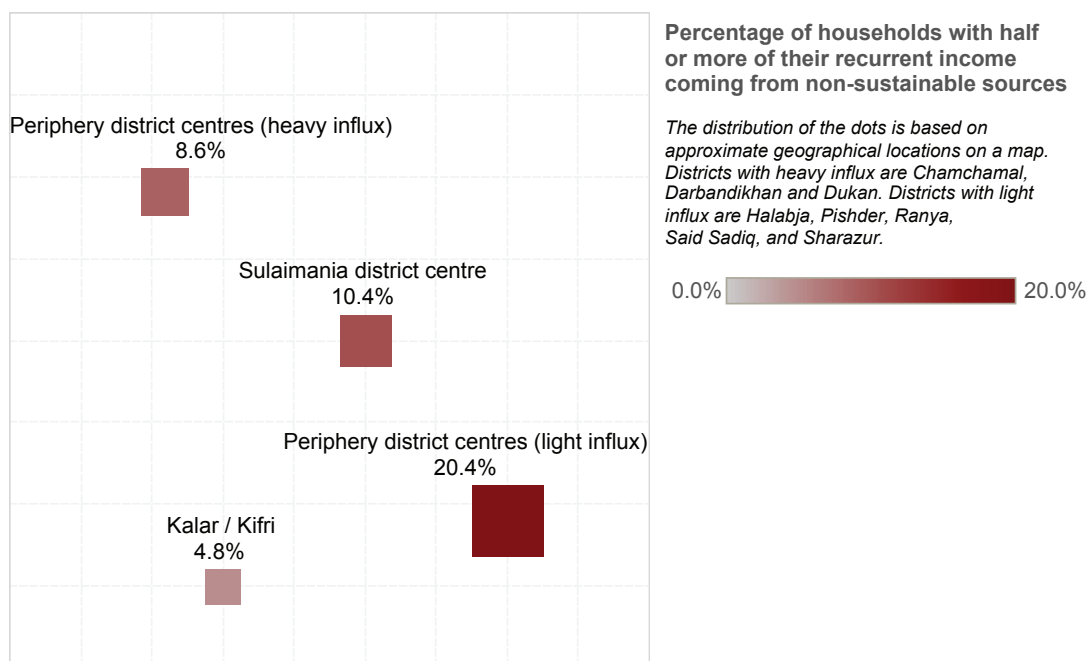 Percentage of households with half
or more of their recurrent income
coming from non-sustainable sources
The distribution of the dots is based on
approximate geographical locations on a map.
Districts with heavy influx are Chamchamal,
Darbandikhan and Dukan. Districts with light
influx are Halabja, Pishder, Ranya,
Said Sadiq, and Sharazur.
0.0% 20.0%
Periphery district centres (heavy influx)
8.6%
Sulaimania district centre
10.4%
Periphery district centres (light influx)
20.4%
Kalar / Kifri
4.8%